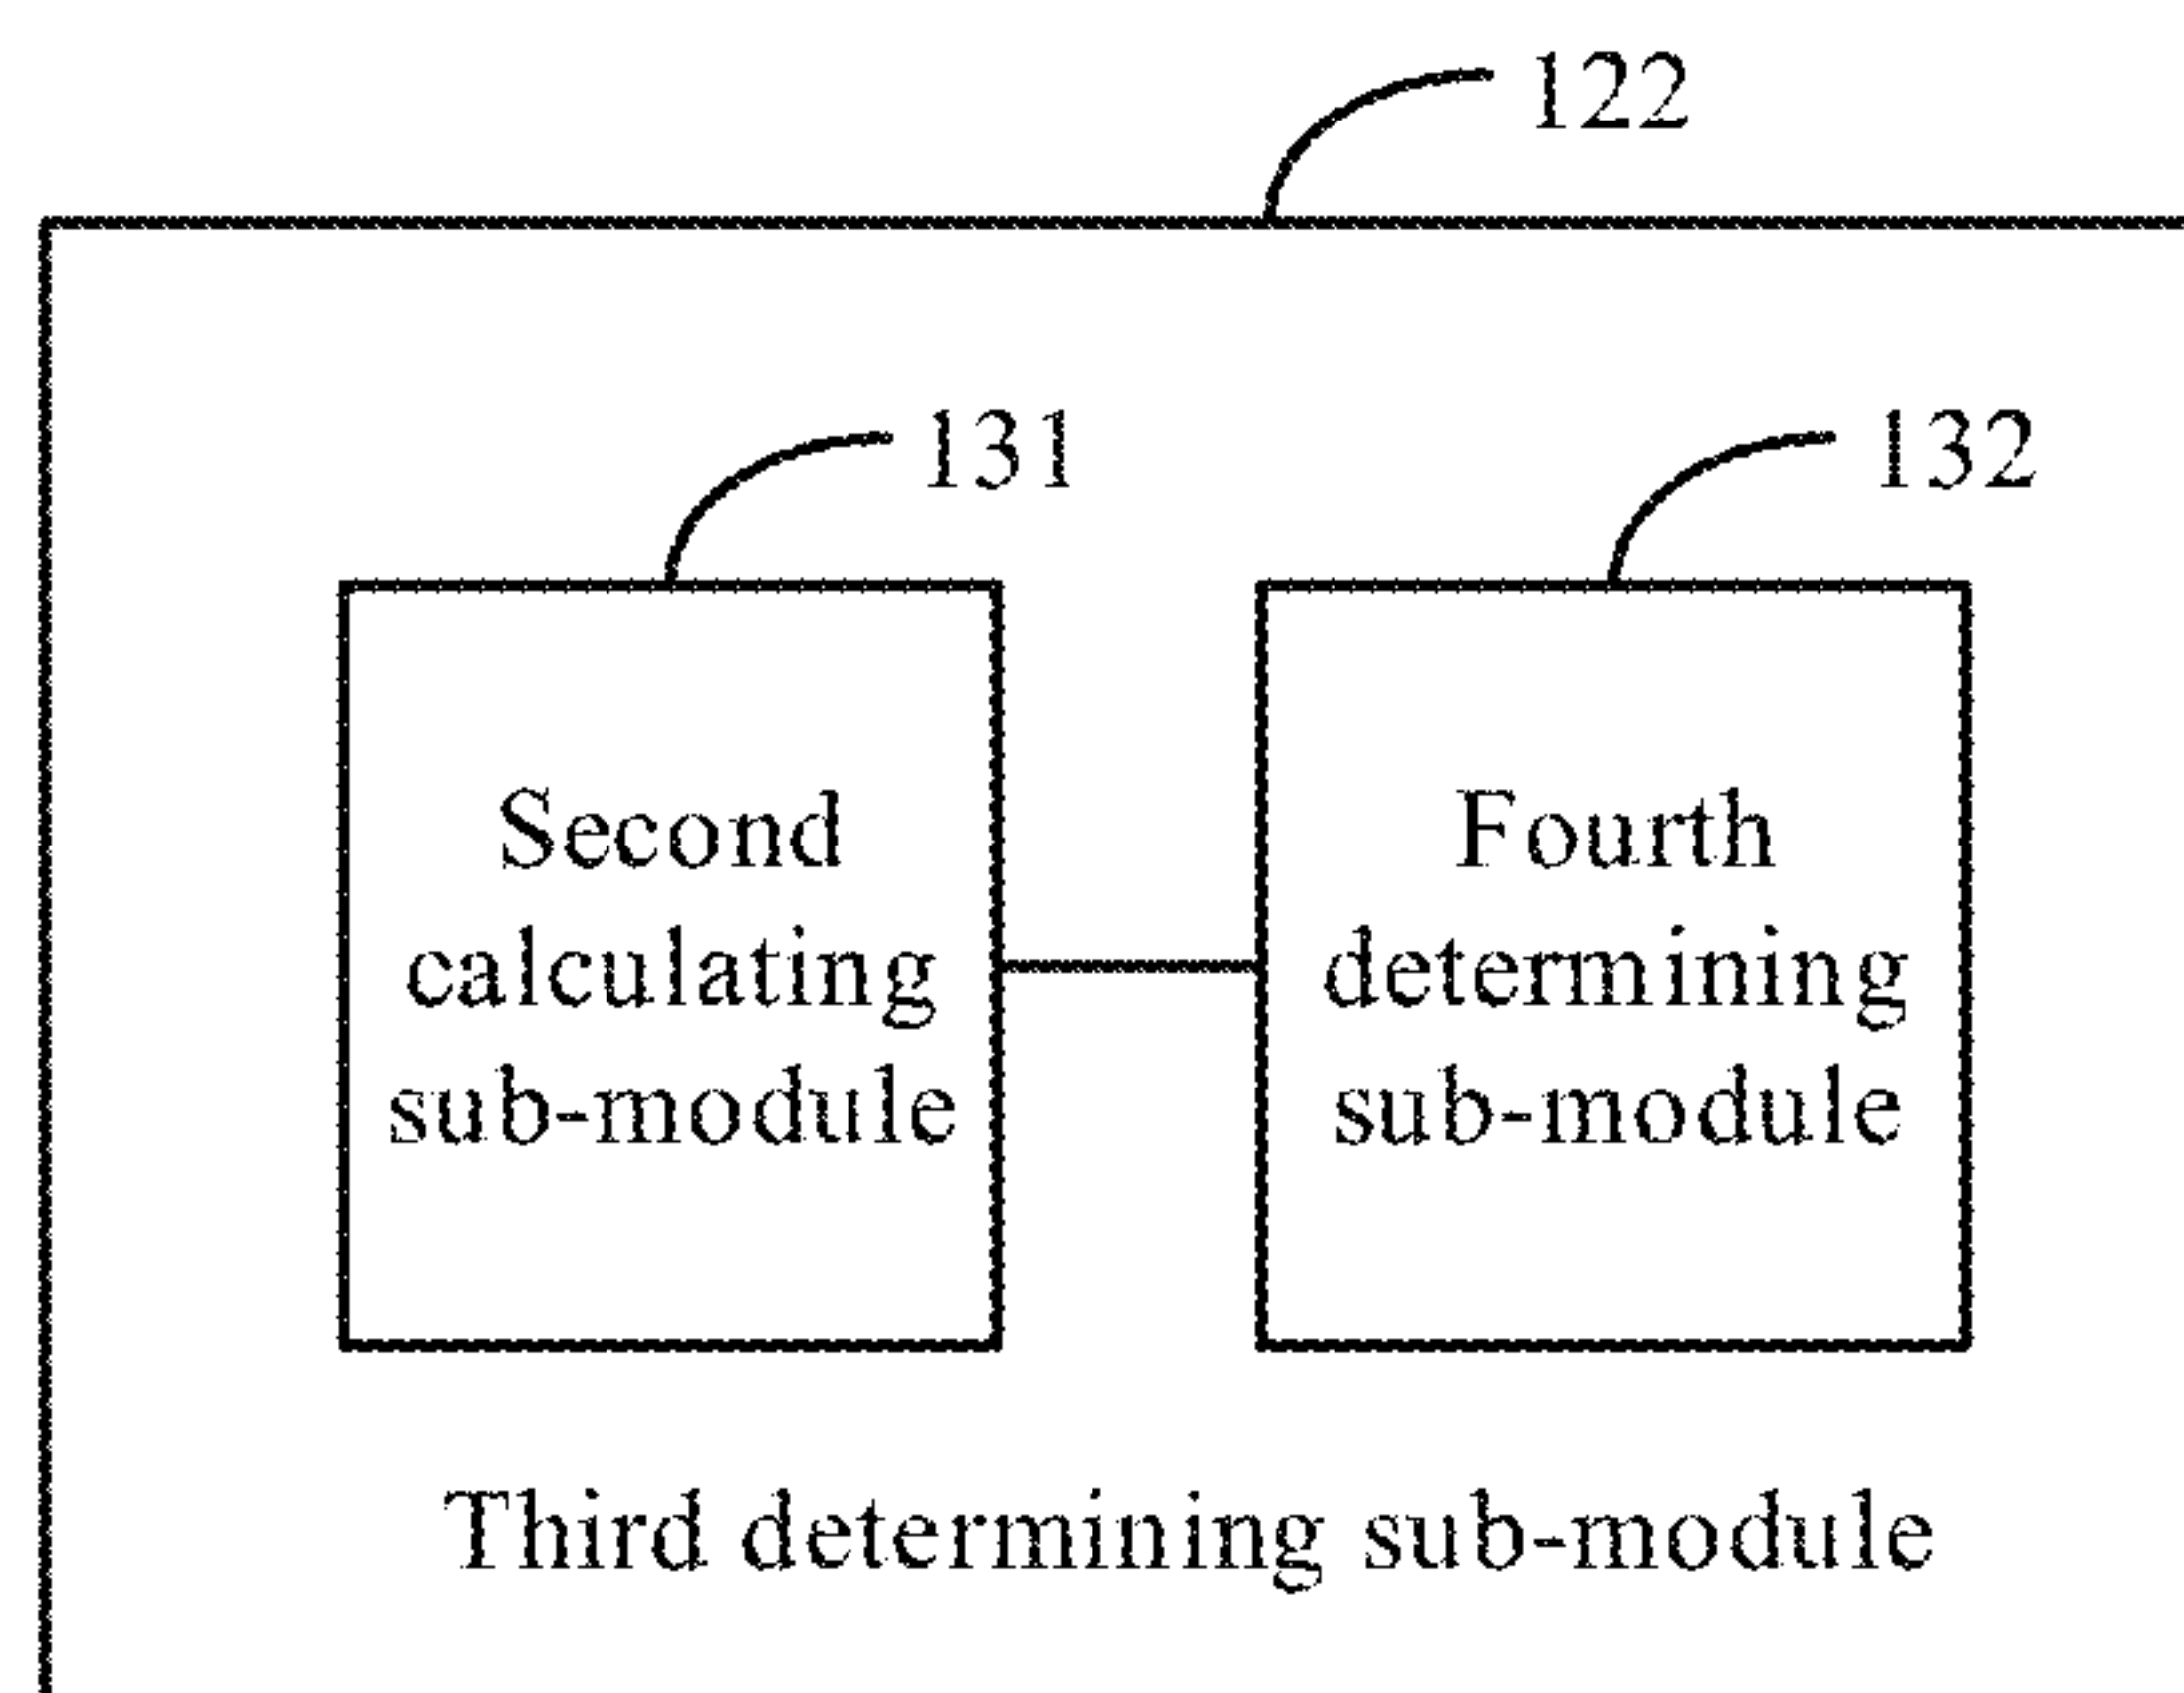 122
131
132
Second
calculating
sub-module
Fourth
determining
sub-module
Third determining sub-module